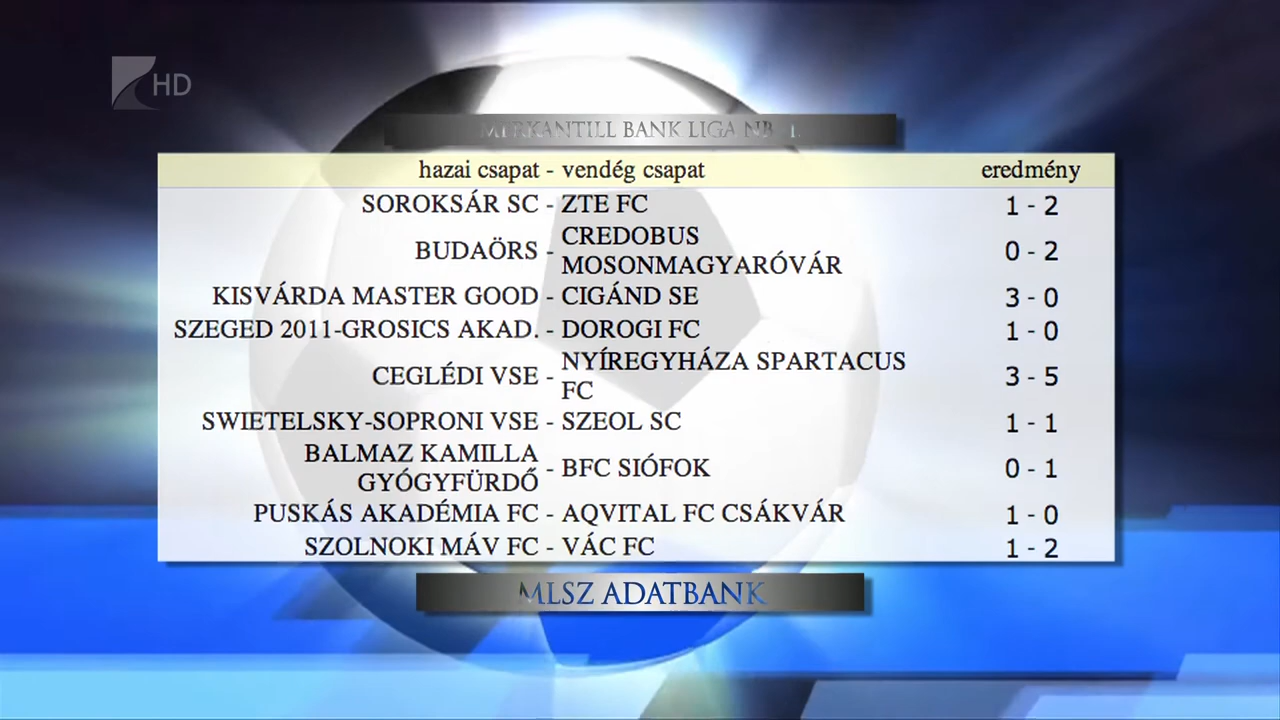 HD
MERKANTILL BANK LIGA NB I.
hazai csapat - vendég csapat eredmény
SOROKSÁR SC - ZTE FC 1 - 2
BUDAÖRS - CREDOBUS MOSONMAGYARÓVÁR 0 - 2
KISVÁRDA MASTER GOOD - CIGÁND SE 3 - 0
SZEGED 2011-GROSICS AKAD. - DOROGI FC 1 - 0
CEGLÉDI VSE - NYÍREGYHÁZA SPARTACUS FC 3 - 5
SWIETELSKY-SOPRONI VSE - SZEOL SC 1 - 1
BALMAZ KAMILLA GYÓGYFÜRDŐ - BFC SIÓFOK 0 - 1
PUSKÁS AKADÉMIA FC - AQVITAL FC CSÁKVÁR 1 - 0
SZOLNOKI MÁV FC - VÁC FC 1 - 2
MLSZ ADATBANK